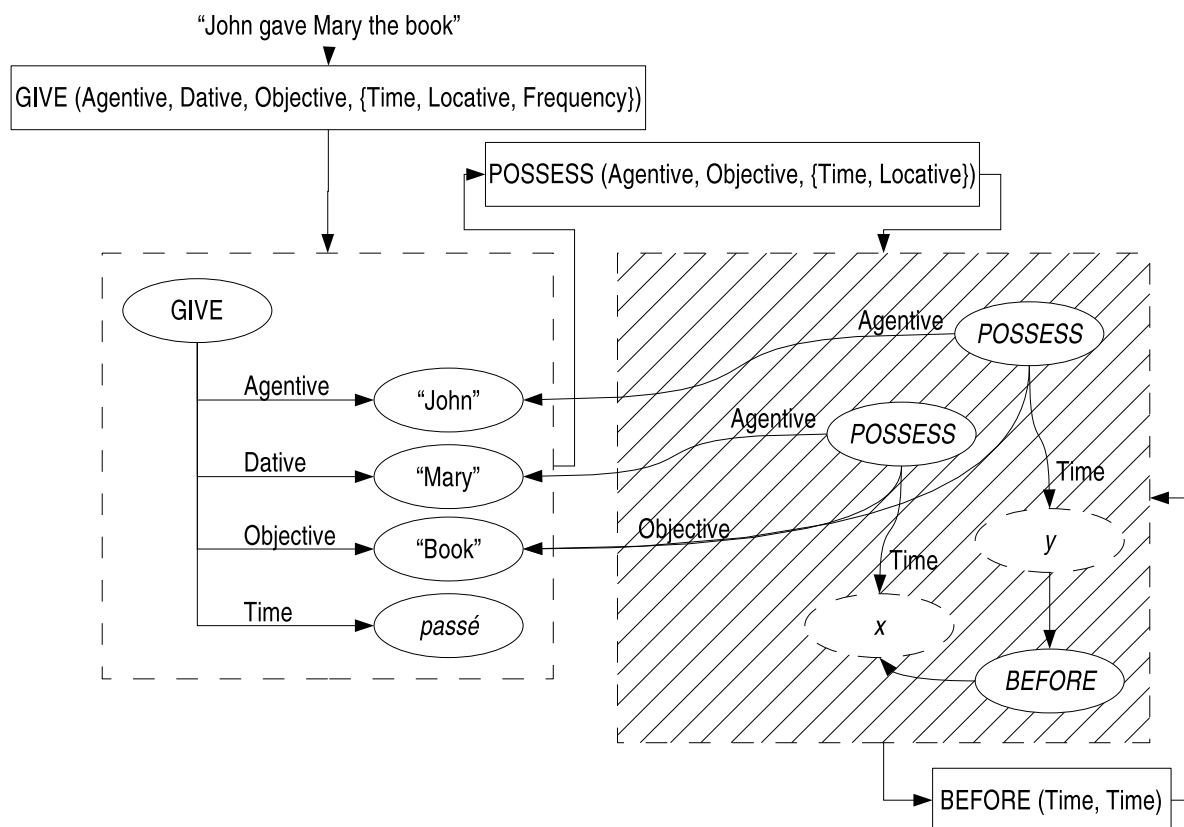 “John gave Mary the book”
GIVE (Agentive, Dative, Objective, {Time, Locative, Frequency})
POSSESS (Agentive, Objective, {Time, Locative})
GIVE
Agentive
“John”
Dative
“Mary”
Objective
“Book”
Time
passé
Agentive
POSSESS
Agentive
POSSESS
Time
Objective
y
Time
x
BEFORE
BEFORE (Time, Time)